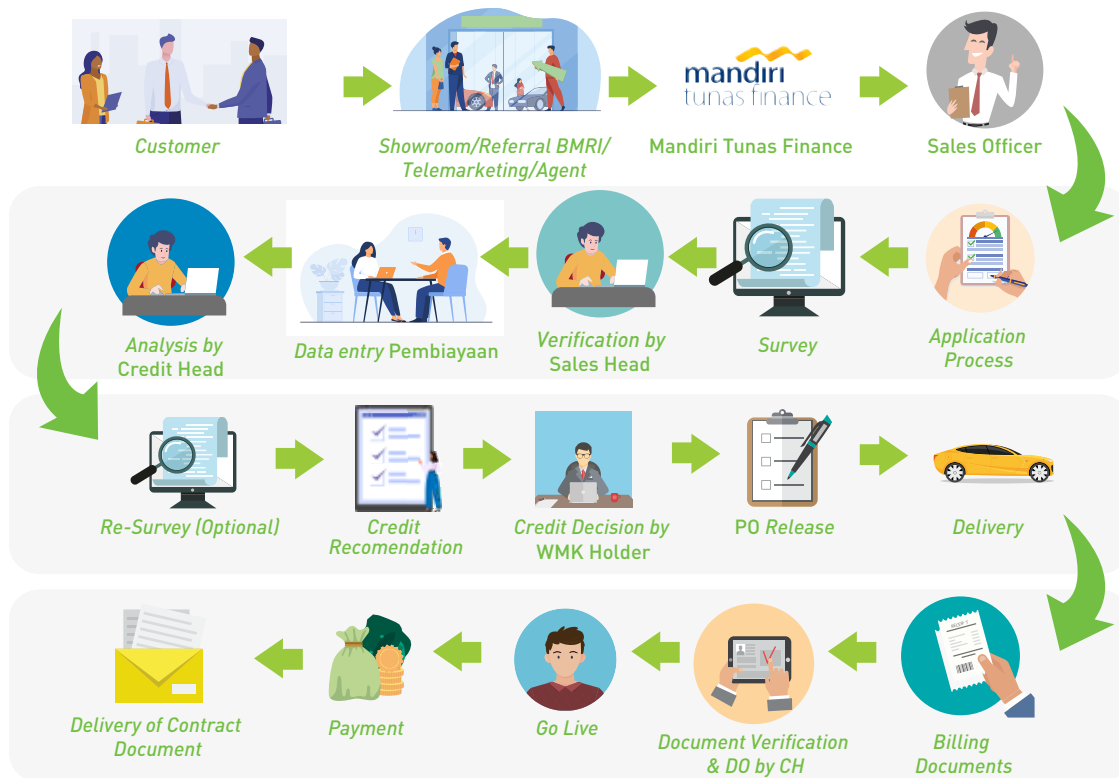 mandiri
tunas finance
Customer
Showroom/Referral BMRI/
Telemarketing/Agent
Mandiri Tunas Finance
Sales Officer
Analysis by
Credit Head
Data entry Pembiayaan
Verification by
Sales Head
Survey
Application
Process
Re-Survey (Optional)
Credit
Recomendation
Credit Decision by
WMK Holder
PO Release
Delivery
RECEIPT
Delivery of Contract
Document
Payment
Go Live
Document Verification
& DO by CH
Billing
Documents